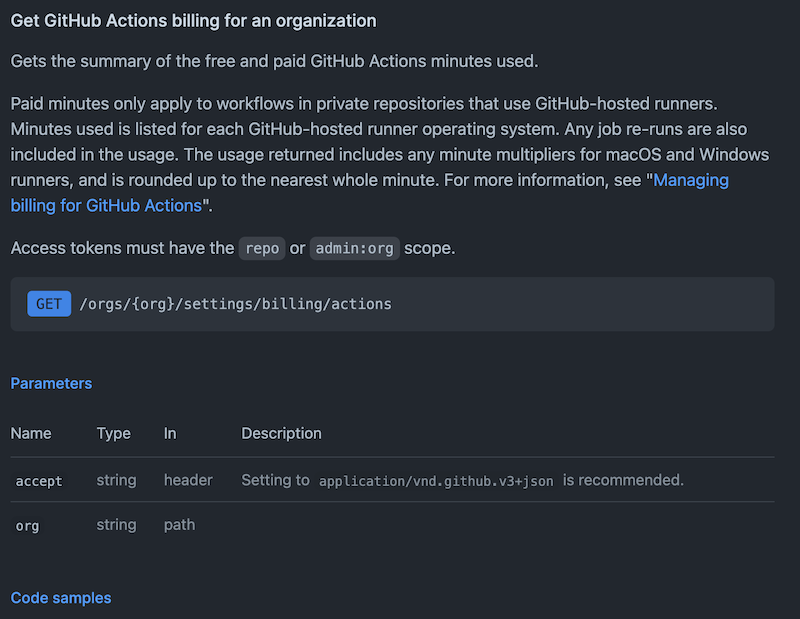 Get GitHub Actions billing for an organization
Gets the summary of the free and paid GitHub Actions minutes used.
Paid minutes only apply to workflows in private repositories that use GitHub-hosted runners.
Minutes used is listed for each GitHub-hosted runner operating system. Any job re-runs are also
included in the usage. The usage returned includes any minute multipliers for macOS and Windows
runners, and is rounded up to the nearest whole minute. For more information, see "Managing
billing for GitHub Actions".
Access tokens must have the repo or admin:org scope.
GET /orgs/{org}/settings/billing/actions
Parameters
Name Type In Description
accept string header Setting to application/vnd.github.v3+json is recommended.
org string path
Code samples